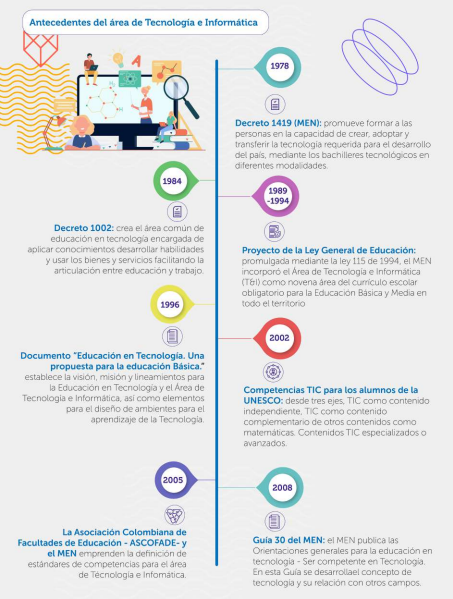 Antecedentes del área de Tecnología e Informática
1978
Decreto 1419 (MEN): promueve formar a las
personas en la capacidad de crear, adoptar y
transferir la tecnología requerida para el desarrollo
del país, mediante los bachilleres tecnológicos en
diferentes modalidades.
1984
Decreto 1002: crea el área común de
educación en tecnología encargada de
aplicar conocimientos desarrollar habilidades
y usar los bienes y servicios facilitando la
articulación entre educación y trabajo.
1989
-1994
Proyecto de la Ley General de Educación:
promulgada mediante la ley 115 de 1994, el MEN
incorporó el Área de Tecnología e Informática
(T&I) como novena área del currículo escolar
obligatorio para la Educación Básica y Media en
todo el territorio
1996
Documento "Educación en Tecnología. Una
propuesta para la educación Básica."
establece la visión, misión y lineamientos para
la Educación en Tecnología y el Área de
Tecnología e Informática, así como elementos
para el diseño de ambientes para el
aprendizaje de la Tecnología.
2002
Competencias TIC para los alumnos de la
UNESCO: desde tres ejes, TIC como contenido
independiente, TIC como contenido
complementario de otros contenidos como
matemáticas. Contenidos TIC especializados o
avanzados.
2005
La Asociación Colombiana de
Facultades de Educación - ASCOFADE- y
el MEN emprenden la definición de
estándares de competencias para el área
de Tecnología e Infomática.
2008
Guía 30 del MEN: el MEN publica las
Orientaciones generales para la educación en
tecnología - Ser competente en Tecnología.
En esta Guía se desarrollael concepto de
tecnología y su relación con otros campos.